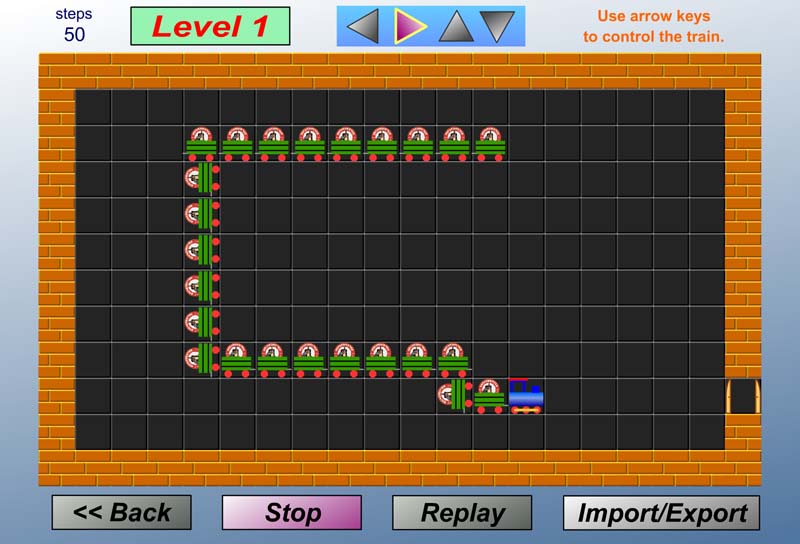 steps
50
Level 1
Use arrow keys
to control the train.
<< Back
Stop
Replay
Import/Export